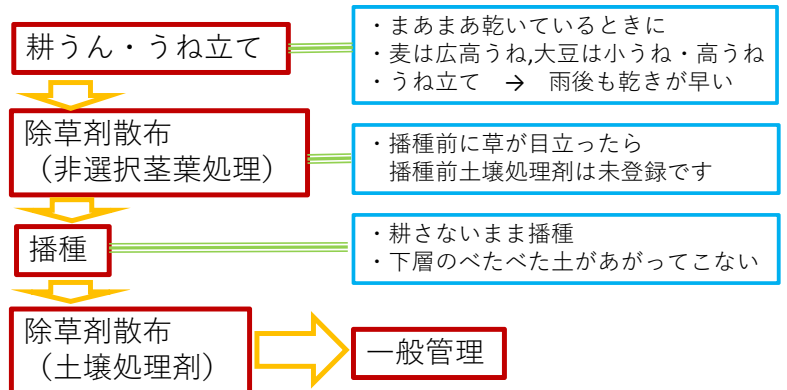 耕うん・うね立て
・まあまあ乾いているときに
・麦は広高うね,大豆は小うね・高うね
・うね立て → 雨後も乾きが早い
除草剤散布
（非選択茎葉処理）
・播種前に草が目立ったら
播種前土壌処理剤は未登録です
播種
・耕さないまま播種
・下層のべたべた土があがってこない
除草剤散布
（土壌処理剤）
一般管理